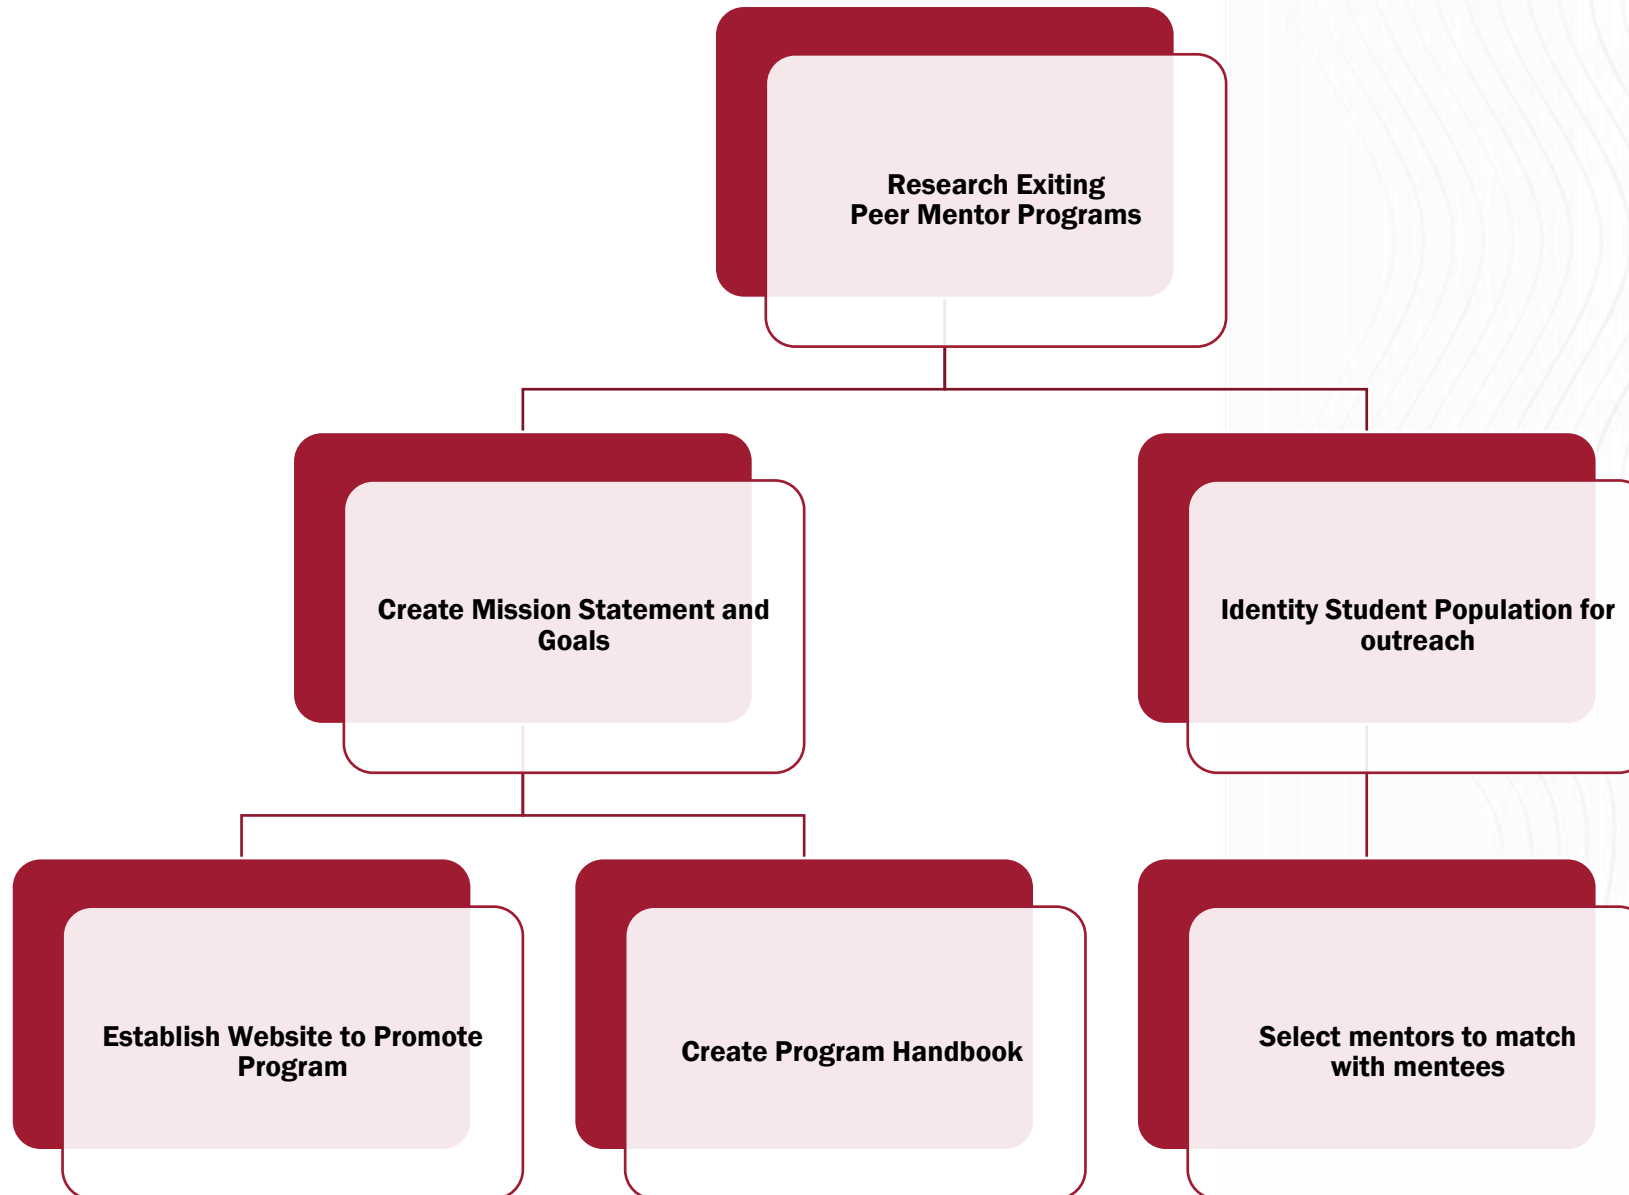 Research Exiting
Peer Mentor Programs
Create Mission Statement and
Goals
Identity Student Population for
outreach
Establish Website to Promote
Program
Create Program Handbook
Select mentors to match
with mentees